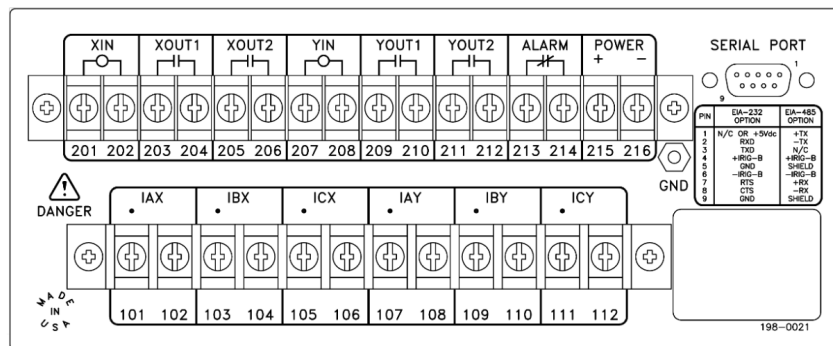 XIN XOUT1 XOUT2 YIN YOUT1 YOUT2 ALARM POWER
+ −
201 202 203 204 205 206 207 208 209 210 211 212 213 214 215 216
SERIAL PORT
1
9
PIN EIA-232 OPTION EIA-485 OPTION
1 N/C OR +5Vdc +TX
2 RXD −TX
3 TXD N/C
4 +IRIG-B +IRIG-B
5 GND SHIELD
6 −IRIG-B −IRIG-B
7 RTS +RX
8 CTS −RX
9 GND SHIELD
GND
DANGER
IAX IBX ICX IAY IBY ICY
101 102 103 104 105 106 107 108 109 110 111 112
MADE
IN
USA
198-0021